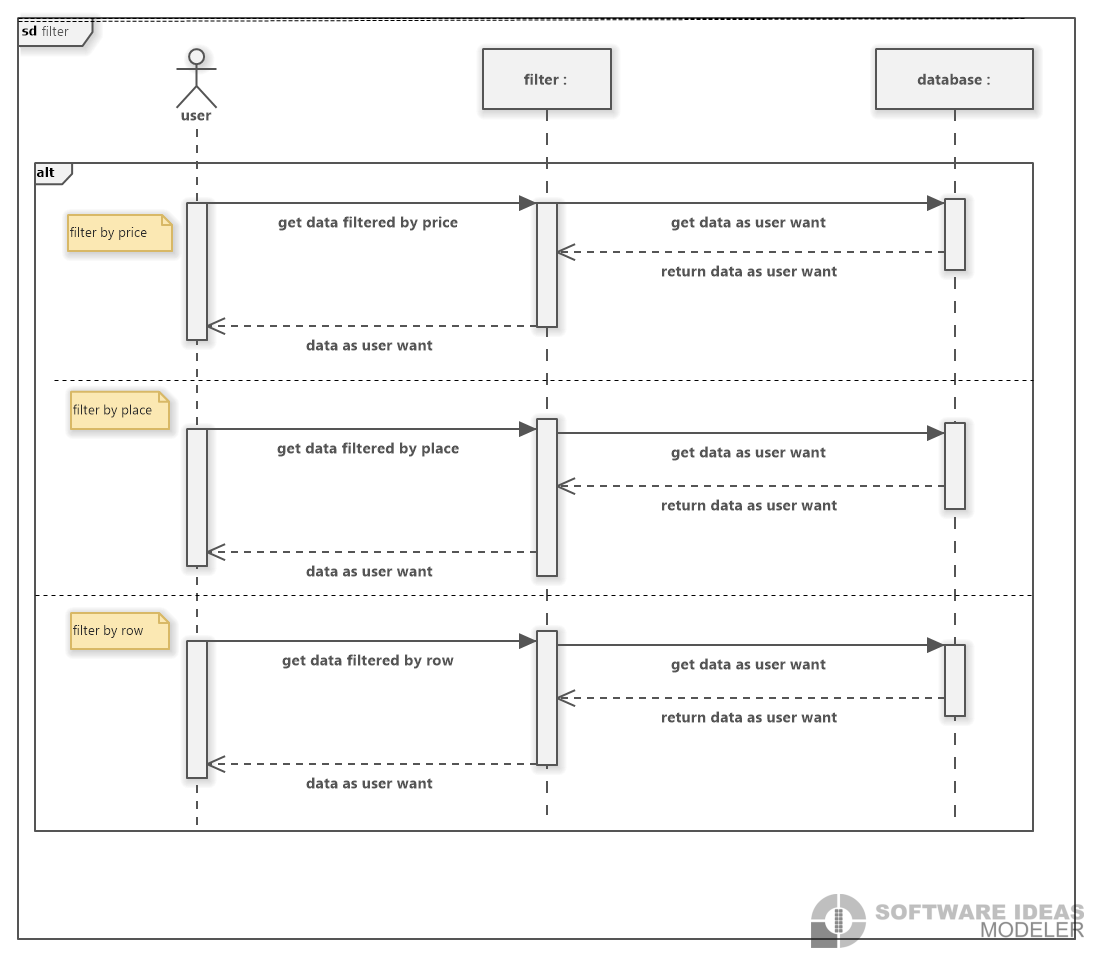 sd filter
user
filter :
database :
alt
filter by price
get data filtered by price
get data as user want
return data as user want
data as user want
filter by place
get data filtered by place
get data as user want
return data as user want
data as user want
filter by row
get data filtered by row
get data as user want
return data as user want
data as user want
SOFTWARE IDEAS
MODELER